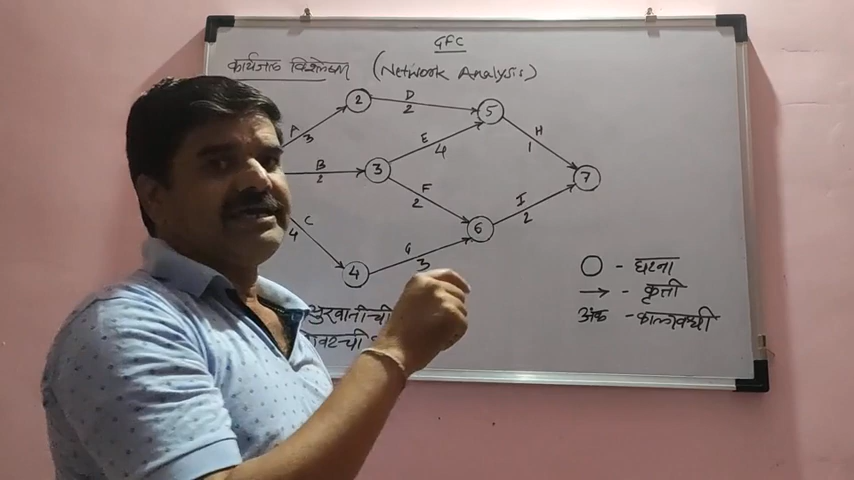 GFC
कार्यजाल विश्लेषण (Network Analysis)
2 D 2 5
A 3
E 4
H 1
B 2 3
7
F 2
I 2
C 4
6
G 3
4
○ - घटना
→ - कृती
अंक - कालावधी
सुरवातीची